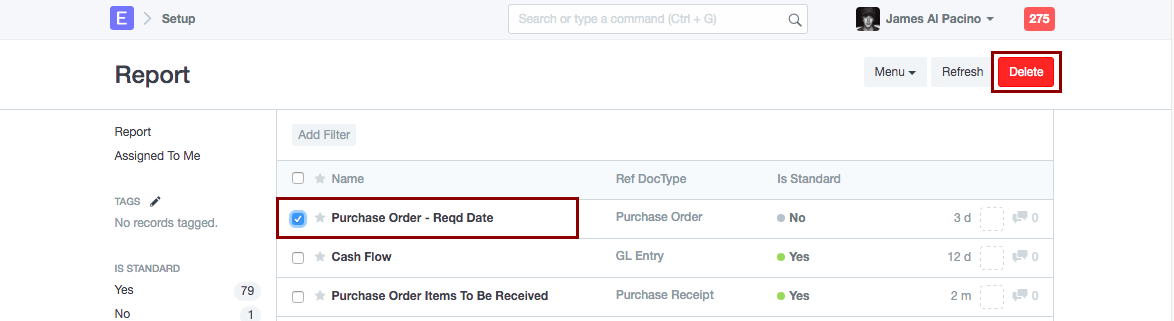 E Setup Search or type a command (Ctrl + G) James Al Pacino 275
Report Menu Refresh Delete
Report
Assigned To Me
TAGS
No records tagged.
IS STANDARD
Yes 79
No 1
Add Filter
Name Ref DocType Is Standard
Purchase Order - Reqd Date Purchase Order No 3 d 0
Cash Flow GL Entry Yes 12 d 0
Purchase Order Items To Be Received Purchase Receipt Yes 2 m 0